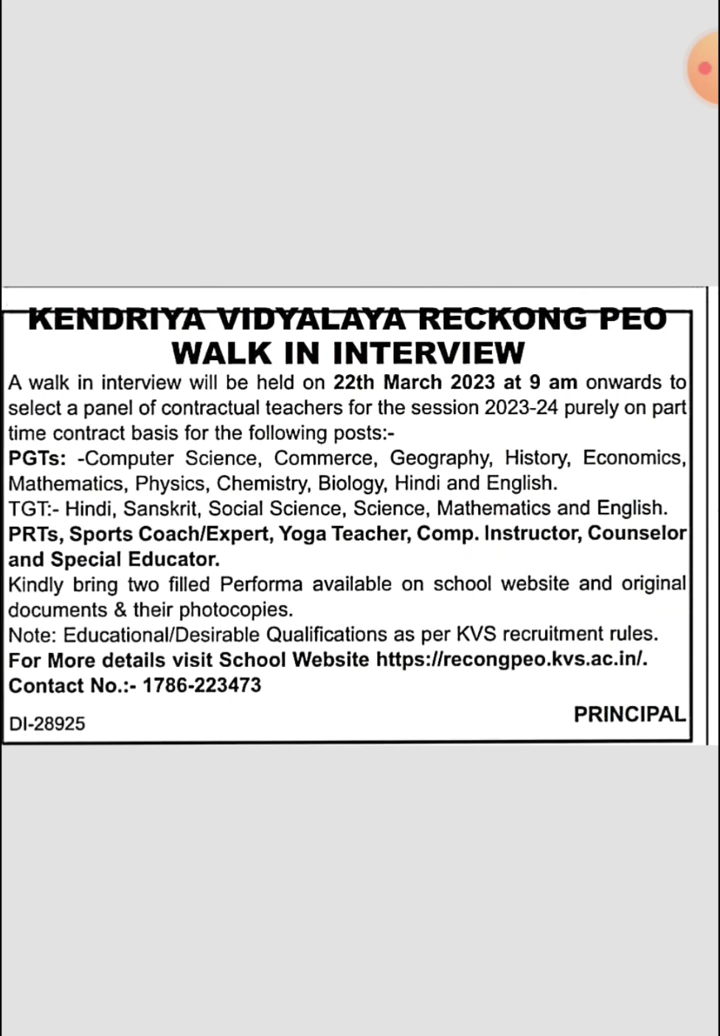 KENDRIYA VIDYALAYA RECKONG PEO
WALK IN INTERVIEW
A walk in interview will be held on 22th March 2023 at 9 am onwards to
select a panel of contractual teachers for the session 2023-24 purely on part
time contract basis for the following posts:-
PGTs: -Computer Science, Commerce, Geography, History, Economics,
Mathematics, Physics, Chemistry, Biology, Hindi and English.
TGT:- Hindi, Sanskrit, Social Science, Science, Mathematics and English.
PRTs, Sports Coach/Expert, Yoga Teacher, Comp. Instructor, Counselor
and Special Educator.
Kindly bring two filled Performa available on school website and original
documents & their photocopies.
Note: Educational/Desirable Qualifications as per KVS recruitment rules.
For More details visit School Website https://recongpeo.kvs.ac.in/.
Contact No.:- 1786-223473
PRINCIPAL
DI-28925